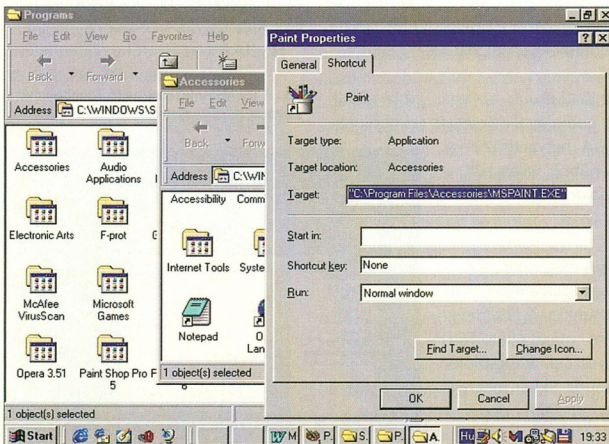 Programs
File Edit View Go Favorites Help
Back Forward
Address C:\WINDOWS\S
Accessories
Audio Applications
Electronic Arts
F-prot
McAfee VirusScan
Microsoft Games
Opera 3.51
Paint Shop Pro 5
1 object(s) selected
Accessories
File Edit View
Back Forw
Address C:\WIN
Accessibility Comm
Internet Tools Syste
Notepad
Lan
1 object(s) selected
Paint Properties
General Shortcut
Paint
Target type: Application
Target location: Accessories
Target: "C:\Program Files\Accessories\MSPAINT.EXE"
Start in:
Shortcut key: None
Run: Normal window
Find Target... Change Icon...
OK Cancel Apply
Start M P. S. P. A. Hu 19:33